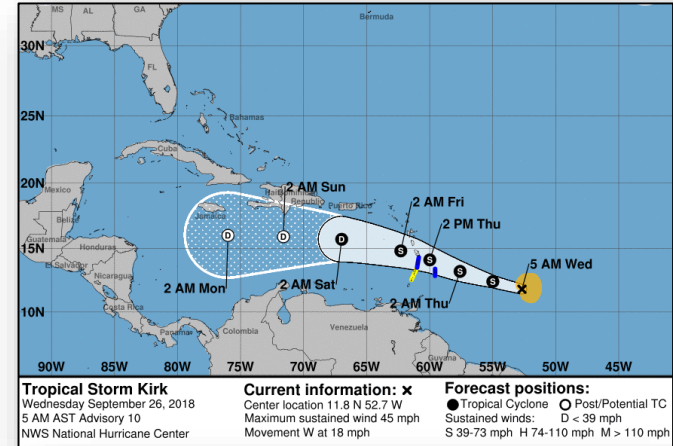 MS AL GA
Bermuda
30N
FL
25N
Bahamas
Cuba
20N
Mexico
2 AM Sun
Republic
Puerto Rico
2 AM Fri
Jamaica
Belize
2 PM Thu
Guatemala
Honduras
15N
S
S
D
D
D
5 AM Wed
El Salvador
S
Nicaragua
S
2 AM Mon
2 AM Sat
2 AM Thu
10N
Costa Rica
Panama
Venezuela
Colombia
Guyana
90W 85W 80W 75W 70W 65W 60W 55W 50W 45W
Tropical Storm Kirk
Wednesday September 26, 2018
5 AM AST Advisory 10
NWS National Hurricane Center
Current information: x
Center location 11.8 N 52.7 W
Maximum sustained wind 45 mph
Movement W at 18 mph
Forecast positions:
Tropical Cyclone Post/Potential TC
Sustained winds: D < 39 mph
S 39-73 mph H 74-110 mph M > 110 mph